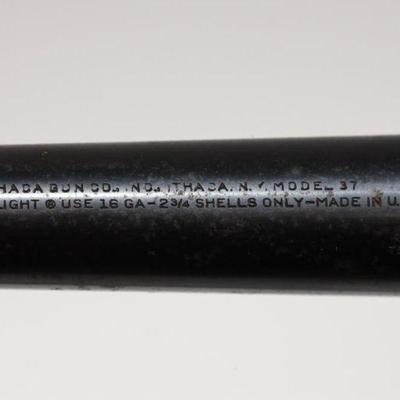 HACA GUN CO., INC., ITHACA, N.Y. MODEL 37
LIGHT ® USE 16 GA-2¾ SHELLS ONLY-MADE IN U.